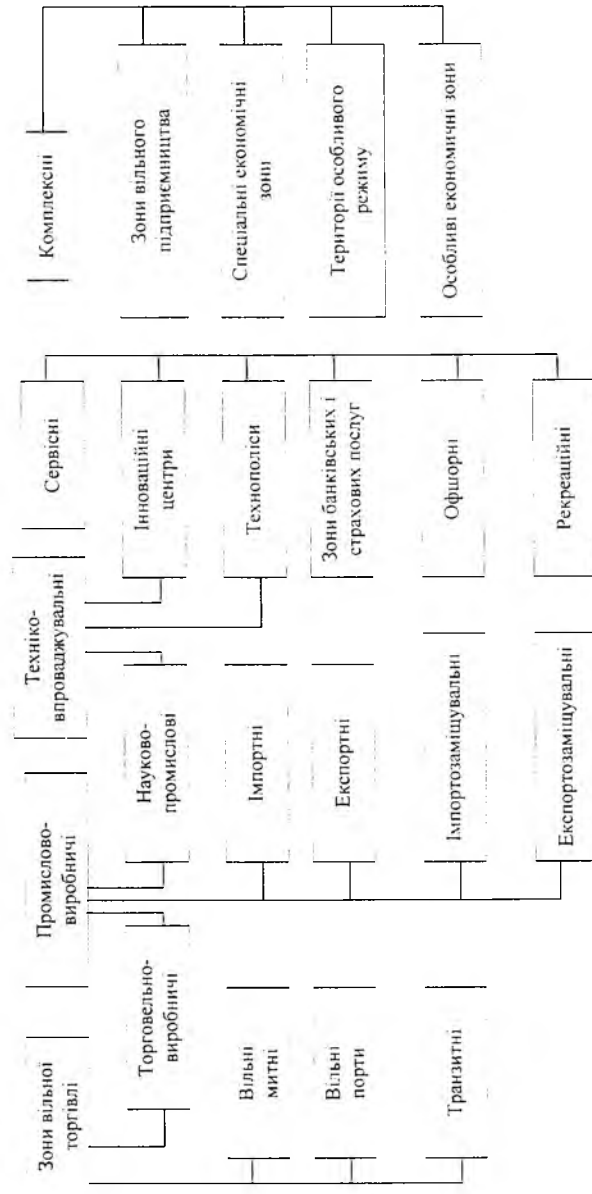 Зони вільної
торгівлі
Промислово-
виробничі
Техніко-
впроваджувальні
Сервісні
Комплексні
Торговельно-
виробничі
Науково-
промислові
Інноваційні
центри
Зони вільного
підприємництва
Вільні
митні
Імпортні
Технополіси
Спеціальні економічні
зони
Вільні
порти
Експортні
Зони банківських і
страхових послуг
Території особливого
режиму
Транзитні
Імпортозаміщувальні
Офшорні
Особливі економичні зони
Експортозаміщувальні
Рекреаційні